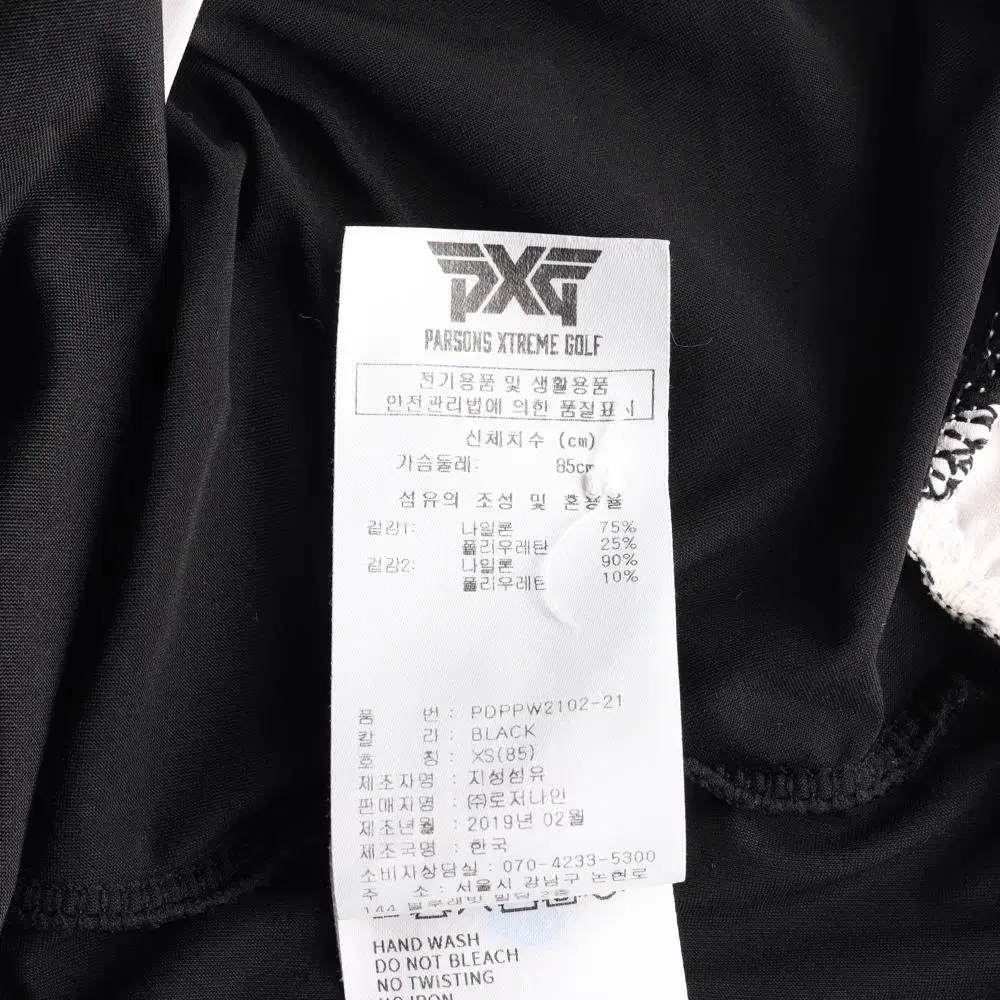 PXG
PARSONS XTREME GOLF
전기용품 및 생활용품
안전관리법에 의한 품질표시
신체치수 (cm)
가슴둘레: 85cm
섬유의 조성 및 혼용율
겉감1: 나일론 75%
폴리우레탄 25%
겉감2: 나일론 90%
폴리우레탄 10%
품 번 : PDPPW2102-21
칼 라 : BLACK
호 칭 : XS(85)
제조자명 : 지성섬유
판매자명 : ㈜로저나인
제조년월 : 2019년 02월
제조국명 : 한국
소비자상담실 : 070-4233-5300
주 소 : 서울시 강남구 논현로
144
HAND WASH
DO NOT BLEACH
NO TWISTING
NO IRON